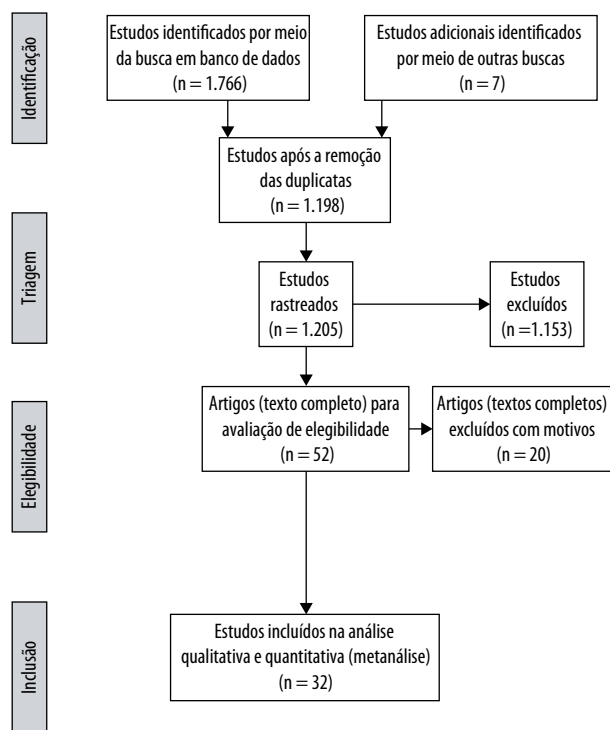 Identificação
Estudos identificados por meio
da busca em banco de dados
(n = 1.766)
Estudos adicionais identificados
por meio de outras buscas
(n = 7)
Estudos após a remoção
das duplicatas
(n = 1.198)
Triagem
Estudos
rastreados
(n = 1.205)
Estudos
excluídos
(n =1.153)
Elegibilidade
Artigos (texto completo) para
avaliação de elegibilidade
(n = 52)
Artigos (textos completos)
excluídos com motivos
(n = 20)
Inclusão
Estudos incluídos na análise
qualitativa e quantitativa (metanálise)
(n = 32)